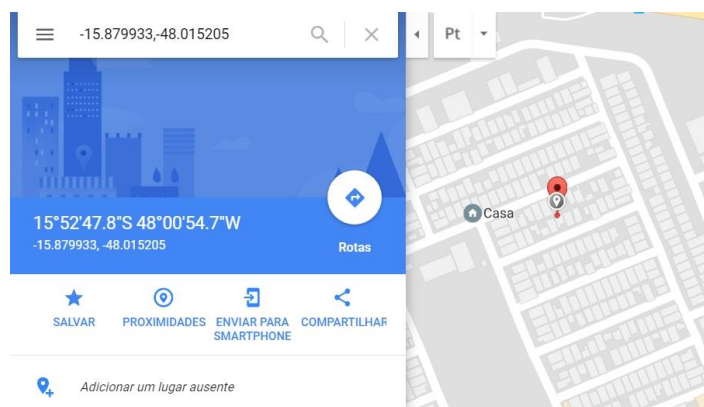 -15.879933,-48.015205
Pt
15°52'47.8"S 48°00'54.7"W
-15.879933, -48.015205
Rotas
SALVAR
PROXIMIDADES
ENVIAR PARA
SMARTPHONE
COMPARTILHAR
Adicionar um lugar ausente
Casa